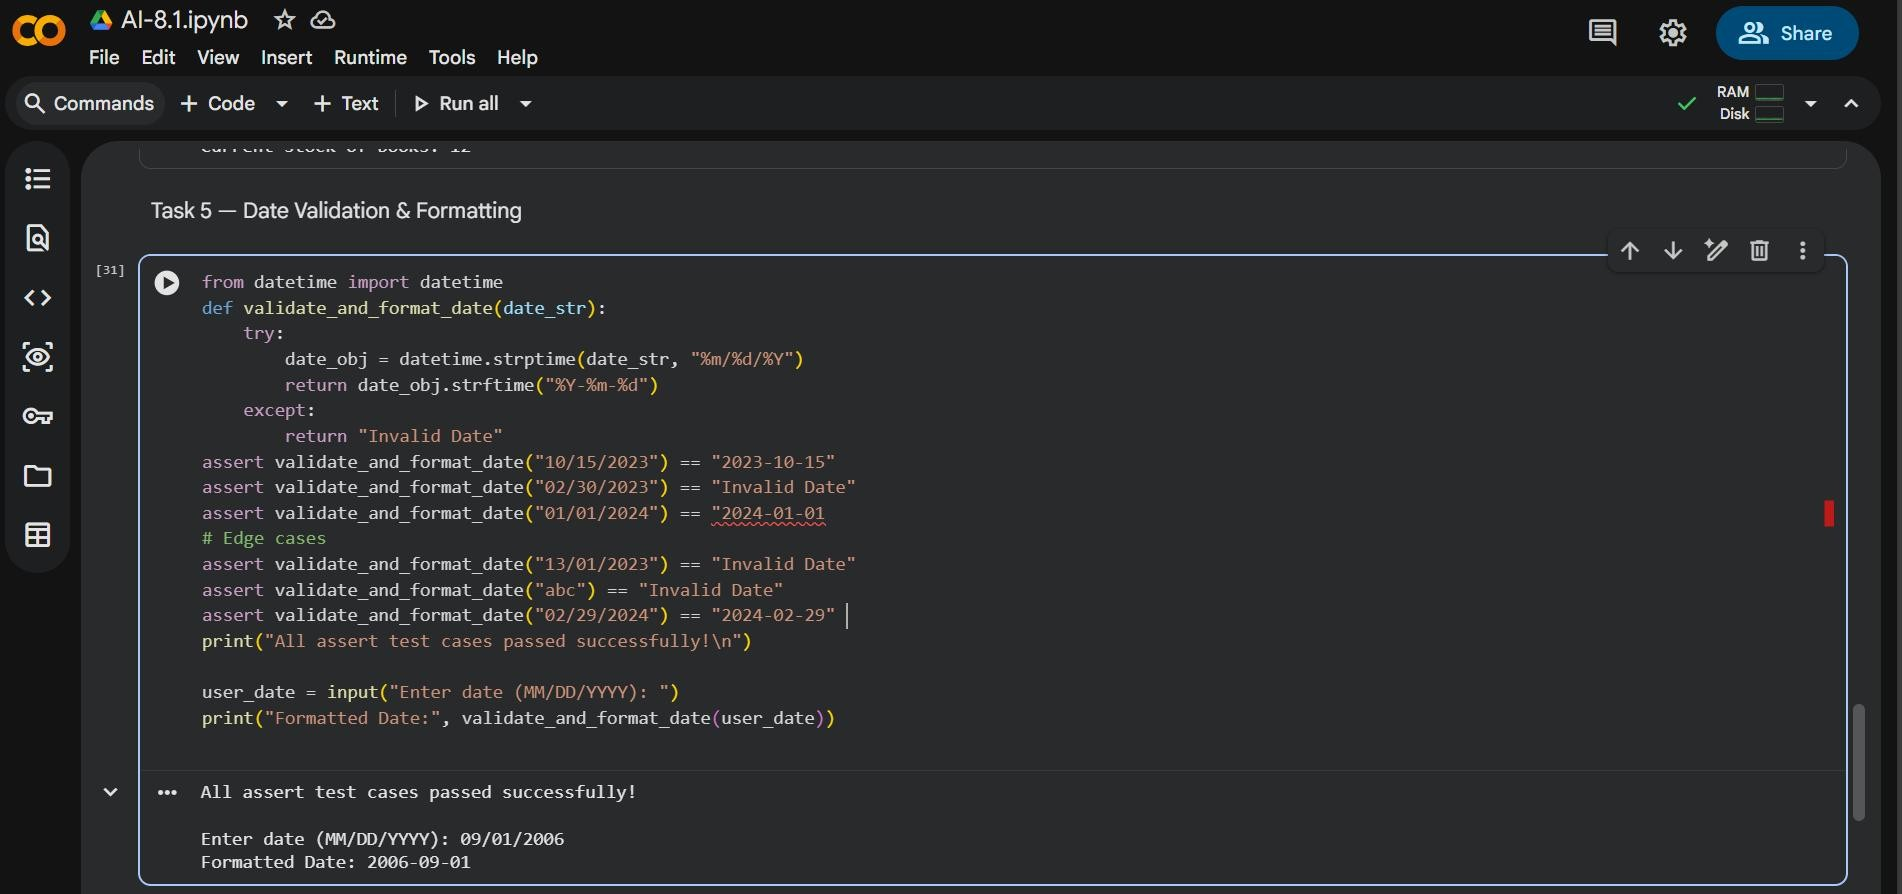 AI-8.1.ipynb
File Edit View Insert Runtime Tools Help
Share
Commands + Code + Text Run all
RAM
Disk
Current stock of books: 12
Task 5 — Date Validation & Formatting
[31]
from datetime import datetime
def validate_and_format_date(date_str):
    try:
        date_obj = datetime.strptime(date_str, "%m/%d/%Y")
        return date_obj.strftime("%Y-%m-%d")
    except:
        return "Invalid Date"
assert validate_and_format_date("10/15/2023") == "2023-10-15"
assert validate_and_format_date("02/30/2023") == "Invalid Date"
assert validate_and_format_date("01/01/2024") == "2024-01-01
# Edge cases
assert validate_and_format_date("13/01/2023") == "Invalid Date"
assert validate_and_format_date("abc") == "Invalid Date"
assert validate_and_format_date("02/29/2024") == "2024-02-29"
print("All assert test cases passed successfully!\n")
user_date = input("Enter date (MM/DD/YYYY): ")
print("Formatted Date:", validate_and_format_date(user_date))
All assert test cases passed successfully!
Enter date (MM/DD/YYYY): 09/01/2006
Formatted Date: 2006-09-01